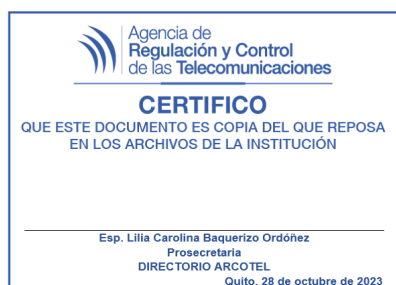 Agencia de
Regulación y Control
de las Telecomunicaciones
CERTIFICO
QUE ESTE DOCUMENTO ES COPIA DEL QUE REPOSA
EN LOS ARCHIVOS DE LA INSTITUCIÓN
Esp. Lilia Carolina Baquerizo Ordóñez
Prosecretaria
DIRECTORIO ARCOTEL
Quito, 28 de octubre de 2023